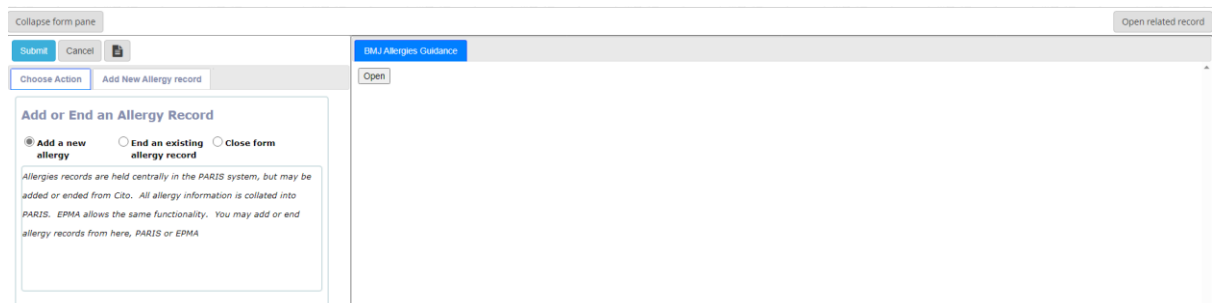 Collapse form pane
Open related record
Submit Cancel
BMJ Allergies Guidance
Choose Action Add New Allergy record
Open
Add or End an Allergy Record
Add a new allergy
End an existing allergy record
Close form
Allergies records are held centrally in the PARIS system, but may be
added or ended from Cito. All allergy information is collated into
PARIS. EPMA allows the same functionality. You may add or end
allergy records from here, PARIS or EPMA